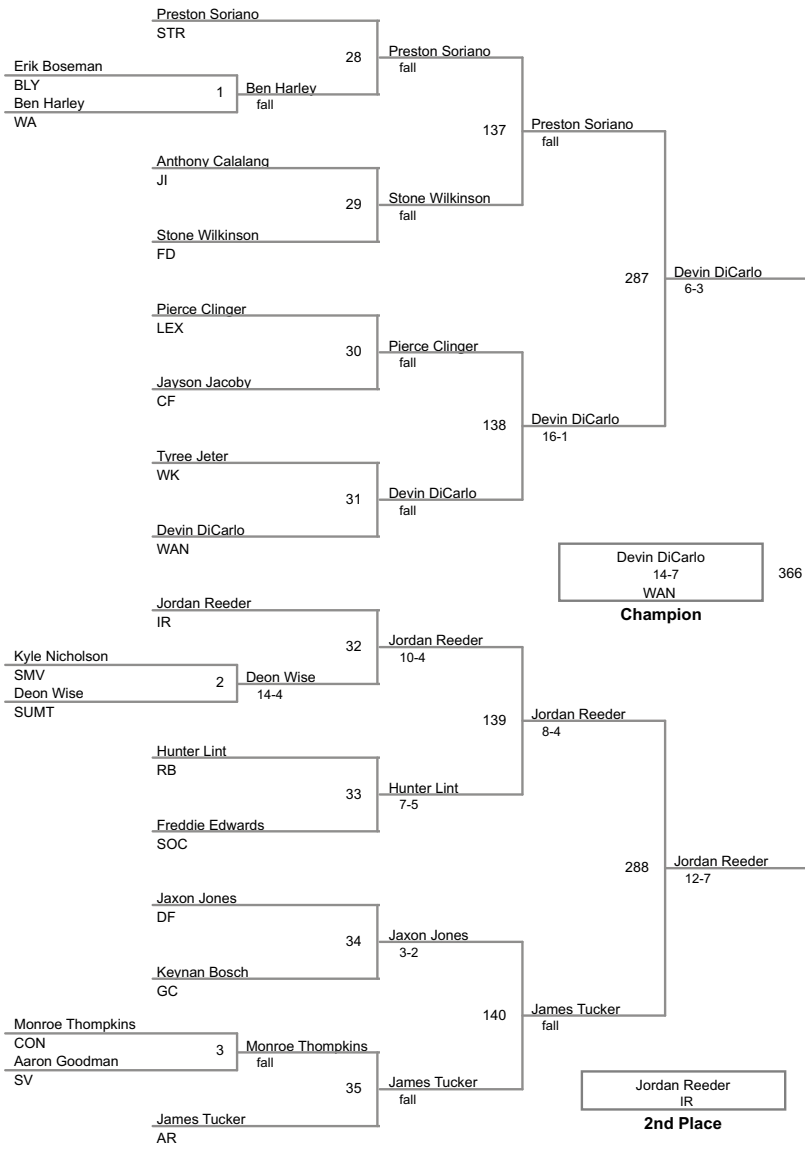 Preston Soriano
STR
28
Preston Soriano
fall
Erik Boseman
BLY
1
Ben Harley
fall
Ben Harley
WA
137
Preston Soriano
fall
Anthony Calalang
JI
29
Stone Wilkinson
fall
Stone Wilkinson
FD
287
Devin DiCarlo
6-3
Pierce Clinger
LEX
30
Pierce Clinger
fall
Jayson Jacoby
CF
138
Devin DiCarlo
16-1
Tyree Jeter
WK
31
Devin DiCarlo
fall
Devin DiCarlo
WAN
Devin DiCarlo
14-7
WAN
366
Champion
Jordan Reeder
IR
32
Jordan Reeder
10-4
Kyle Nicholson
SMV
2
Deon Wise
14-4
Deon Wise
SUMT
139
Jordan Reeder
8-4
Hunter Lint
RB
33
Hunter Lint
7-5
Freddie Edwards
SOC
288
Jordan Reeder
12-7
Jaxon Jones
DF
34
Jaxon Jones
3-2
Keynan Bosch
GC
140
James Tucker
fall
Monroe Thompkins
CON
3
Monroe Thompkins
fall
Aaron Goodman
SV
35
James Tucker
fall
James Tucker
AR
Jordan Reeder
IR
2nd Place